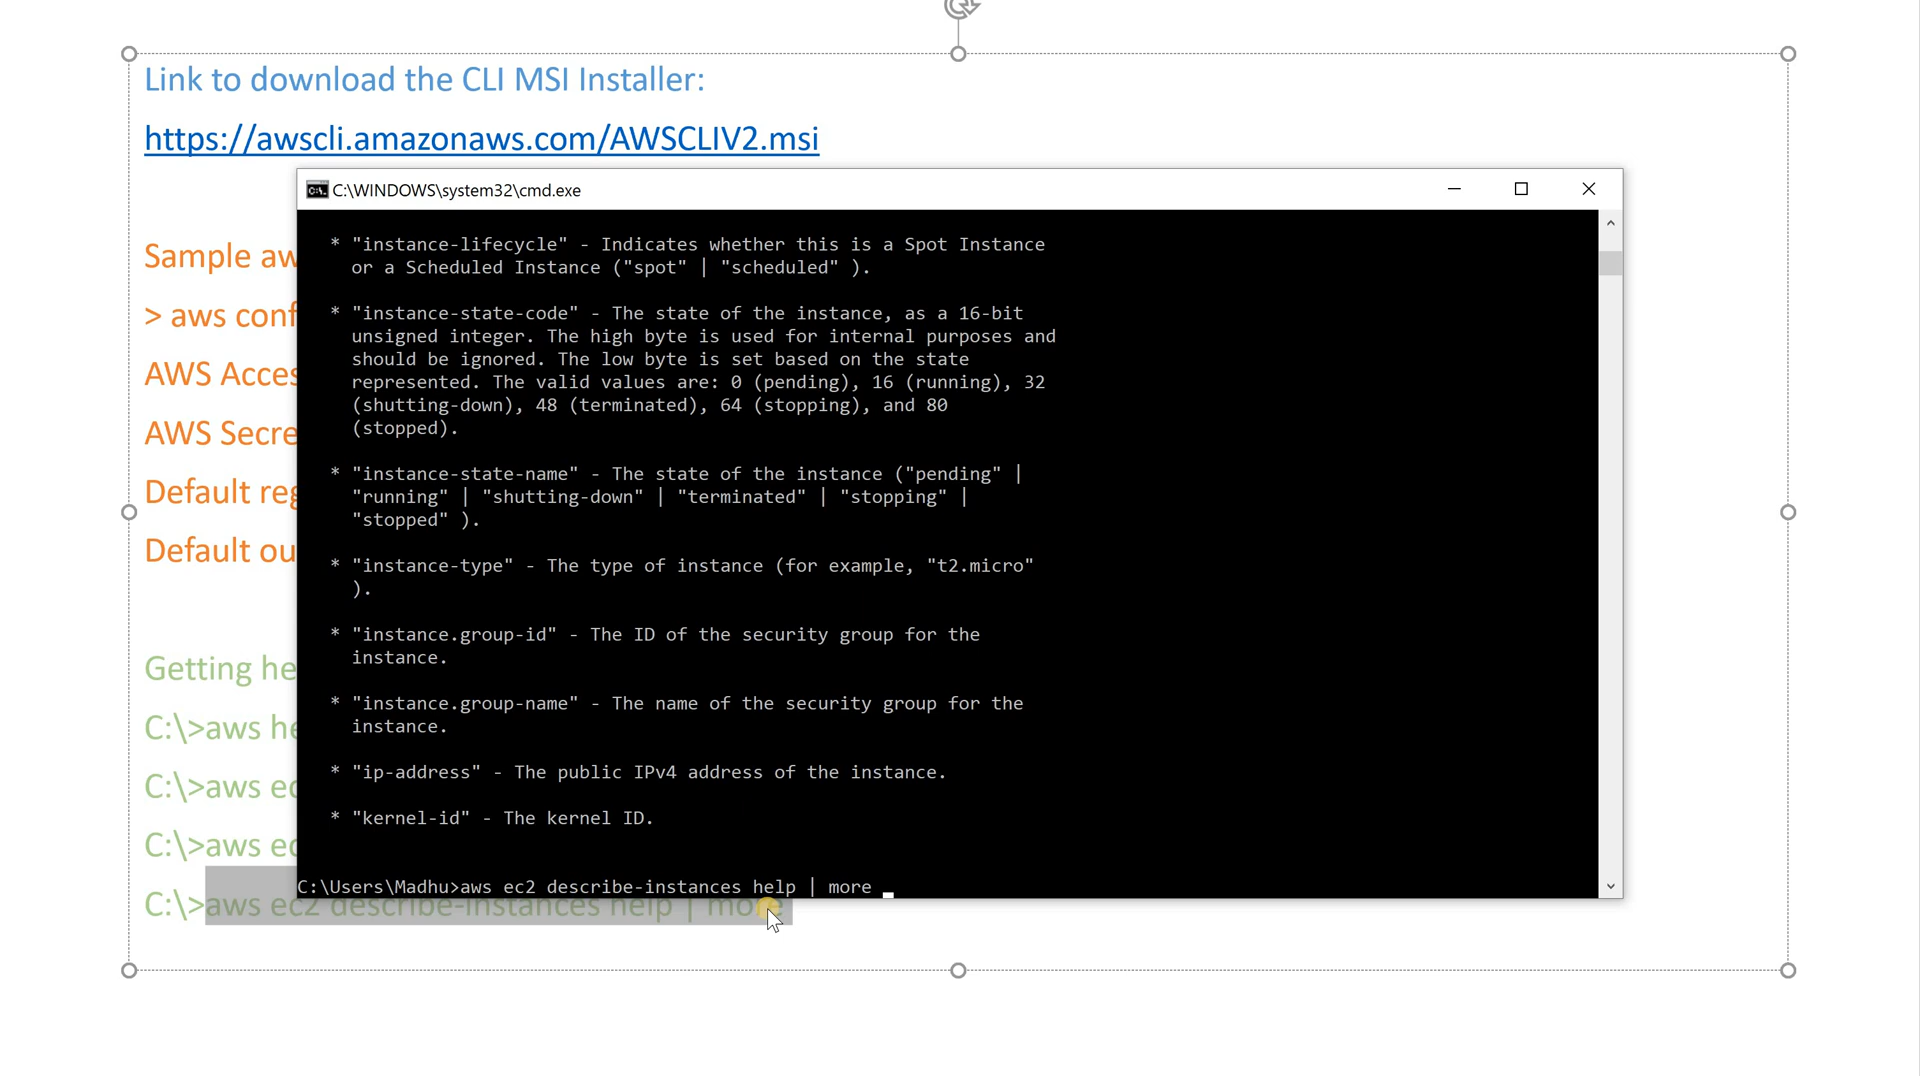 Link to download the CLI MSI Installer:
https://awscli.amazonaws.com/AWSCLIV2.msi
C:\WINDOWS\system32\cmd.exe
* "instance-lifecycle" - Indicates whether this is a Spot Instance
or a Scheduled Instance ("spot" | "scheduled" ).
* "instance-state-code" - The state of the instance, as a 16-bit
unsigned integer. The high byte is used for internal purposes and
should be ignored. The low byte is set based on the state
represented. The valid values are: 0 (pending), 16 (running), 32
(shutting-down), 48 (terminated), 64 (stopping), and 80
(stopped).
* "instance-state-name" - The state of the instance ("pending" |
"running" | "shutting-down" | "terminated" | "stopping" |
"stopped" ).
* "instance-type" - The type of instance (for example, "t2.micro"
).
* "instance.group-id" - The ID of the security group for the
instance.
* "instance.group-name" - The name of the security group for the
instance.
* "ip-address" - The public IPv4 address of the instance.
* "kernel-id" - The kernel ID.
C:\Users\Madhu>aws ec2 describe-instances help | more
Sample aw
> aws conf
AWS Acces
AWS Secre
Default reg
Default ou
Getting he
C:\>aws he
C:\>aws ec
C:\>aws ec
C:\>aws ec2 describe-instances help | more